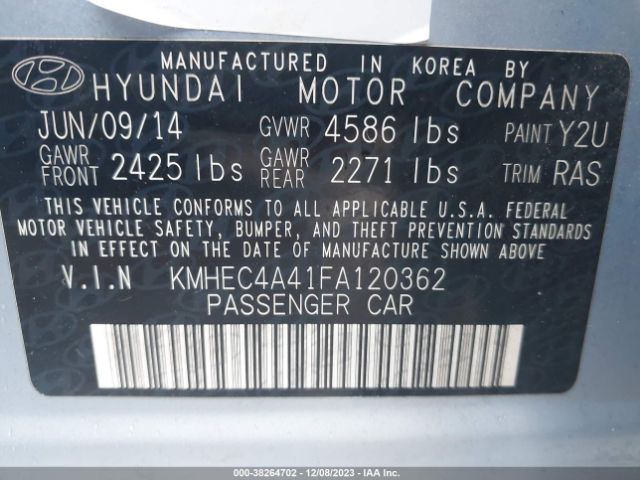 MANUFACTURED IN KOREA BY
HYUNDAI MOTOR COMPANY
JUN/09/14 GVWR 4586 lbs PAINT Y2U
GAWR FRONT 2425 lbs GAWR REAR 2271 lbs TRIM RAS
THIS VEHICLE CONFORMS TO ALL APPLICABLE U.S.A. FEDERAL
MOTOR VEHICLE SAFETY, BUMPER, AND THEFT PREVENTION STANDARDS
IN EFFECT ON THE DATE OF MANUFACTURE SHOWN ABOVE
V.I.N KMHEC4A41FA120362
PASSENGER CAR
000-38264702 - 12/08/2023 - IAA Inc.